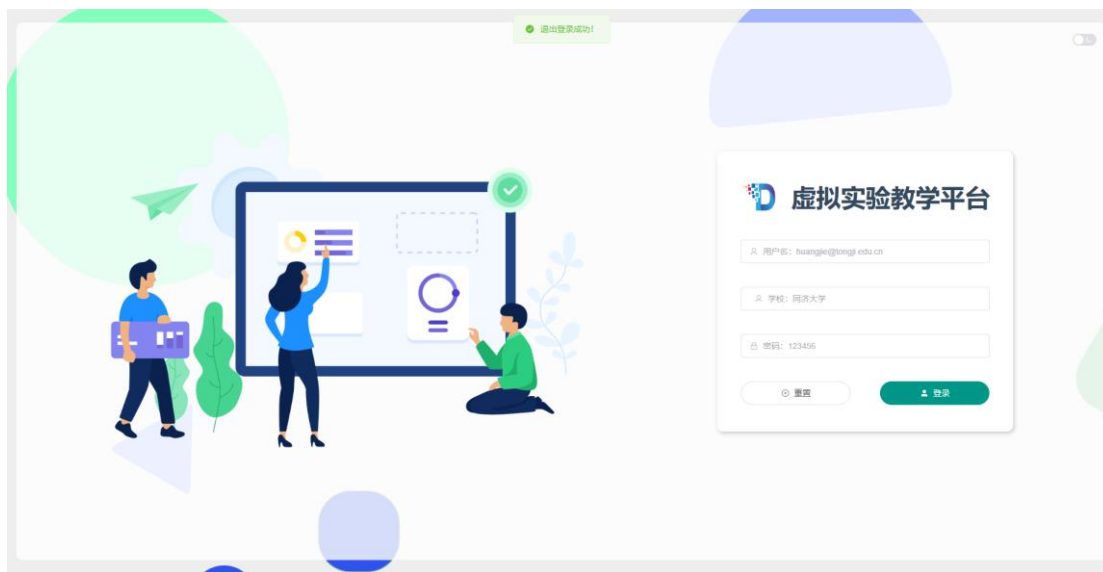 退出登录成功!
虚拟实验教学平台
用户名: huangjie@tongji.edu.cn
学校: 同济大学
密码: 123456
重置
登录